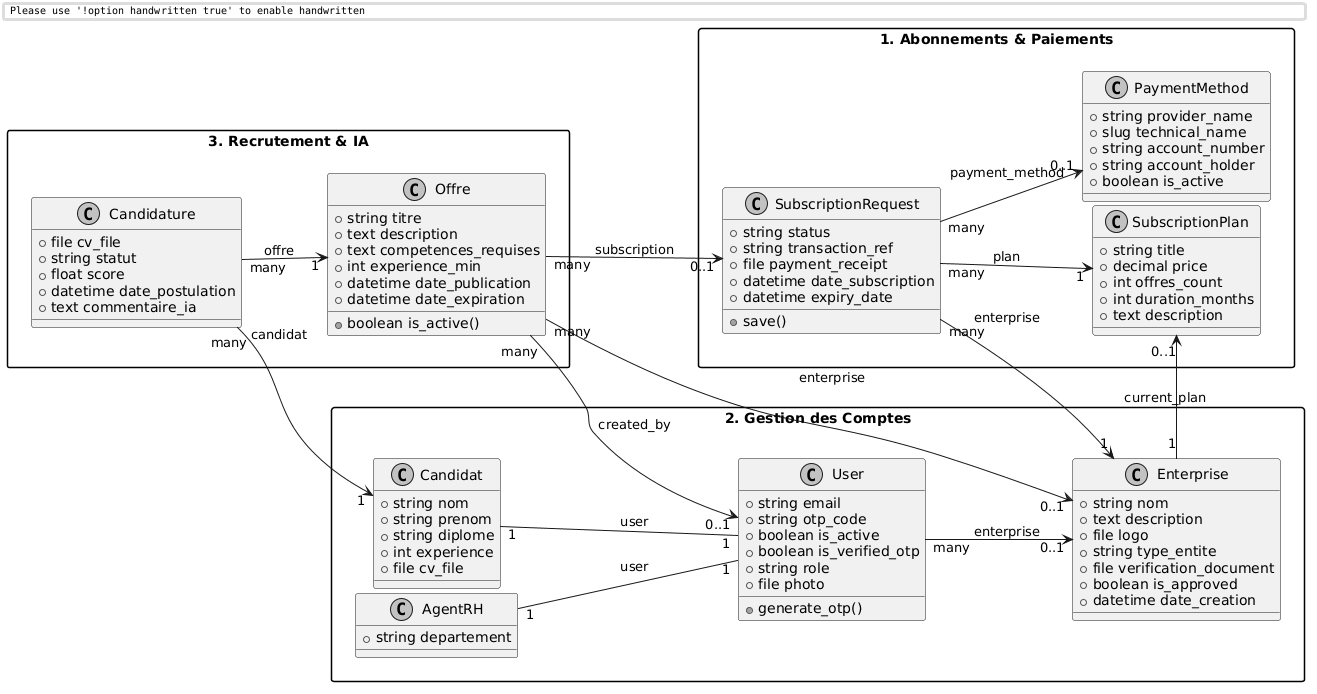 Please use '!option handwritten true' to enable handwritten
1. Abonnements & Paiements
C PaymentMethod
string provider_name
slug technical_name
string account_number
string account_holder
boolean is_active
C SubscriptionRequest
string status
string transaction_ref
file payment_receipt
datetime date_subscription
datetime expiry_date
save()
C SubscriptionPlan
string title
decimal price
int offres_count
int duration_months
text description
payment_method
0..1
many
plan
many
1
enterprise
many
1
3. Recrutement & IA
C Candidature
file cv_file
string statut
float score
datetime date_postulation
text commentaire_ia
C Offre
string titre
text description
text competences_requises
int experience_min
datetime date_publication
datetime date_expiration
boolean is_active()
offre
many
1
subscription
many
0..1
candidat
many
1
many
created_by
0..1
many
enterprise
0..1
0..1
current_plan
1
2. Gestion des Comptes
C Candidat
string nom
string prenom
string diplome
int experience
file cv_file
C AgentRH
string departement
user
1
1
user
1
1
C User
string email
string otp_code
boolean is_active
boolean is_verified_otp
string role
file photo
generate_otp()
enterprise
many
0..1
C Enterprise
string nom
text description
file logo
string type_entite
file verification_document
boolean is_approved
datetime date_creation